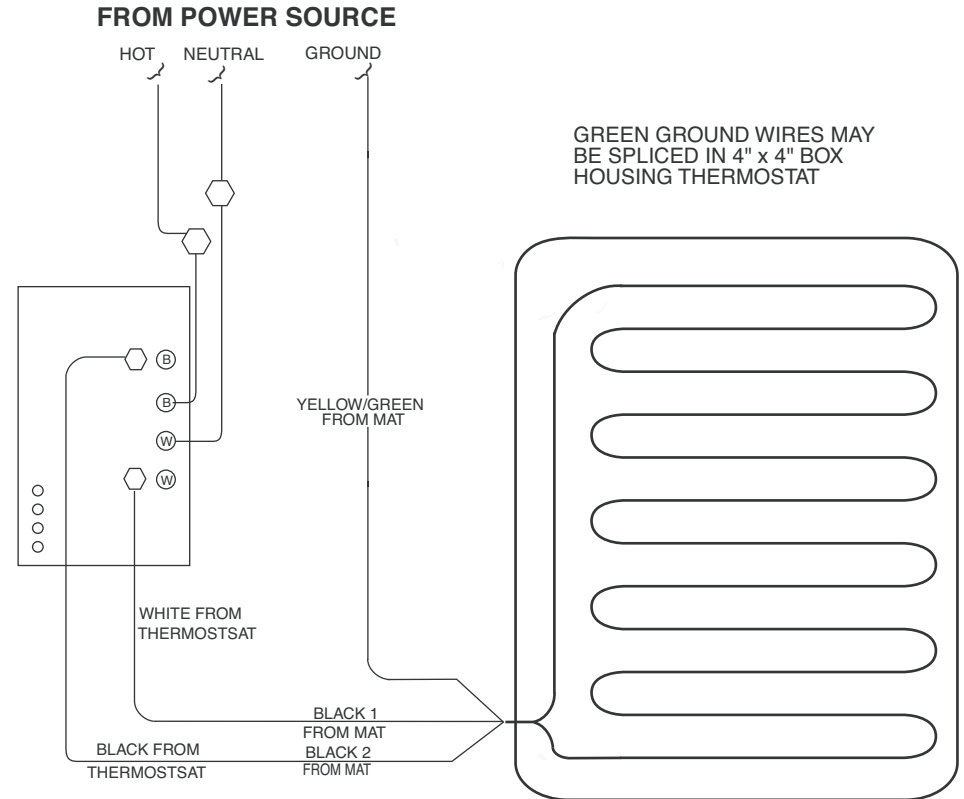 FROM POWER SOURCE
HOT
NEUTRAL
GROUND
GREEN GROUND WIRES MAY
BE SPLICED IN 4" x 4" BOX
HOUSING THERMOSTAT
B
B
W
W
YELLOW/GREEN
FROM MAT
WHITE FROM
THERMOSTSAT
BLACK 1
FROM MAT
BLACK FROM
THERMOSTSAT
BLACK 2
FROM MAT